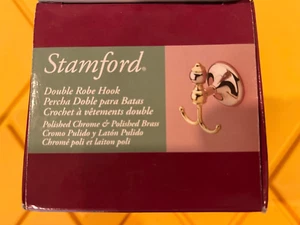 Stamford®
Double Robe Hook
Percha Doble para Batas
Crochet à vêtements double
Polished Chrome & Polished Brass
Cromo Pulido y Latón Pulido
Chromé poli et laiton poli